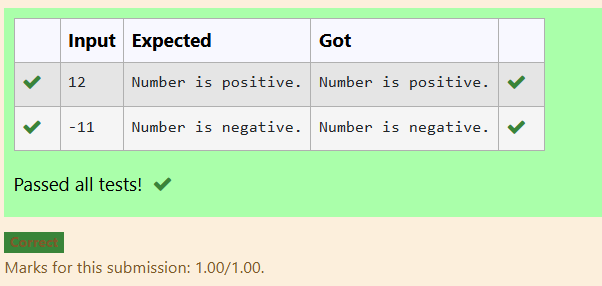 Input Expected Got
12 Number is positive. Number is positive.
-11 Number is negative. Number is negative.
Passed all tests!
Correct
Marks for this submission: 1.00/1.00.